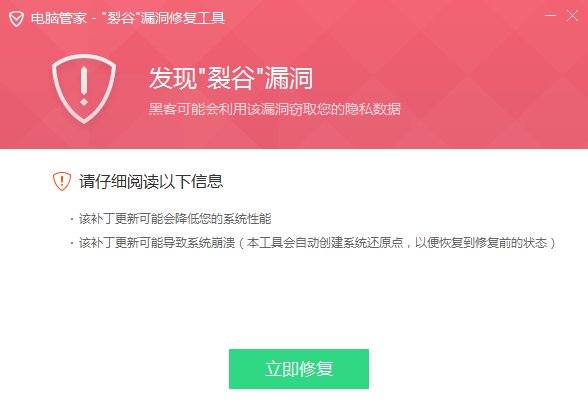 电脑管家 - "裂谷"漏洞修复工具
发现"裂谷"漏洞
黑客可能会利用该漏洞窃取您的隐私数据
请仔细阅读以下信息
· 该补丁更新可能会降低您的系统性能
· 该补丁更新可能导致系统崩溃（本工具会自动创建系统还原点，以便恢复到修复前的状态）
立即修复